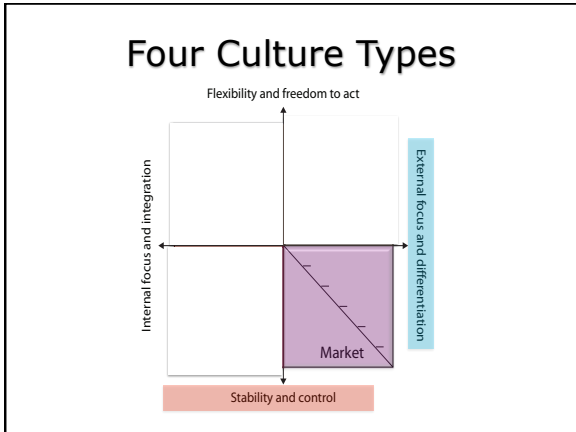 Four Culture Types
Flexibility and freedom to act
Internal focus and integration
External focus and differentiation
Market
Stability and control